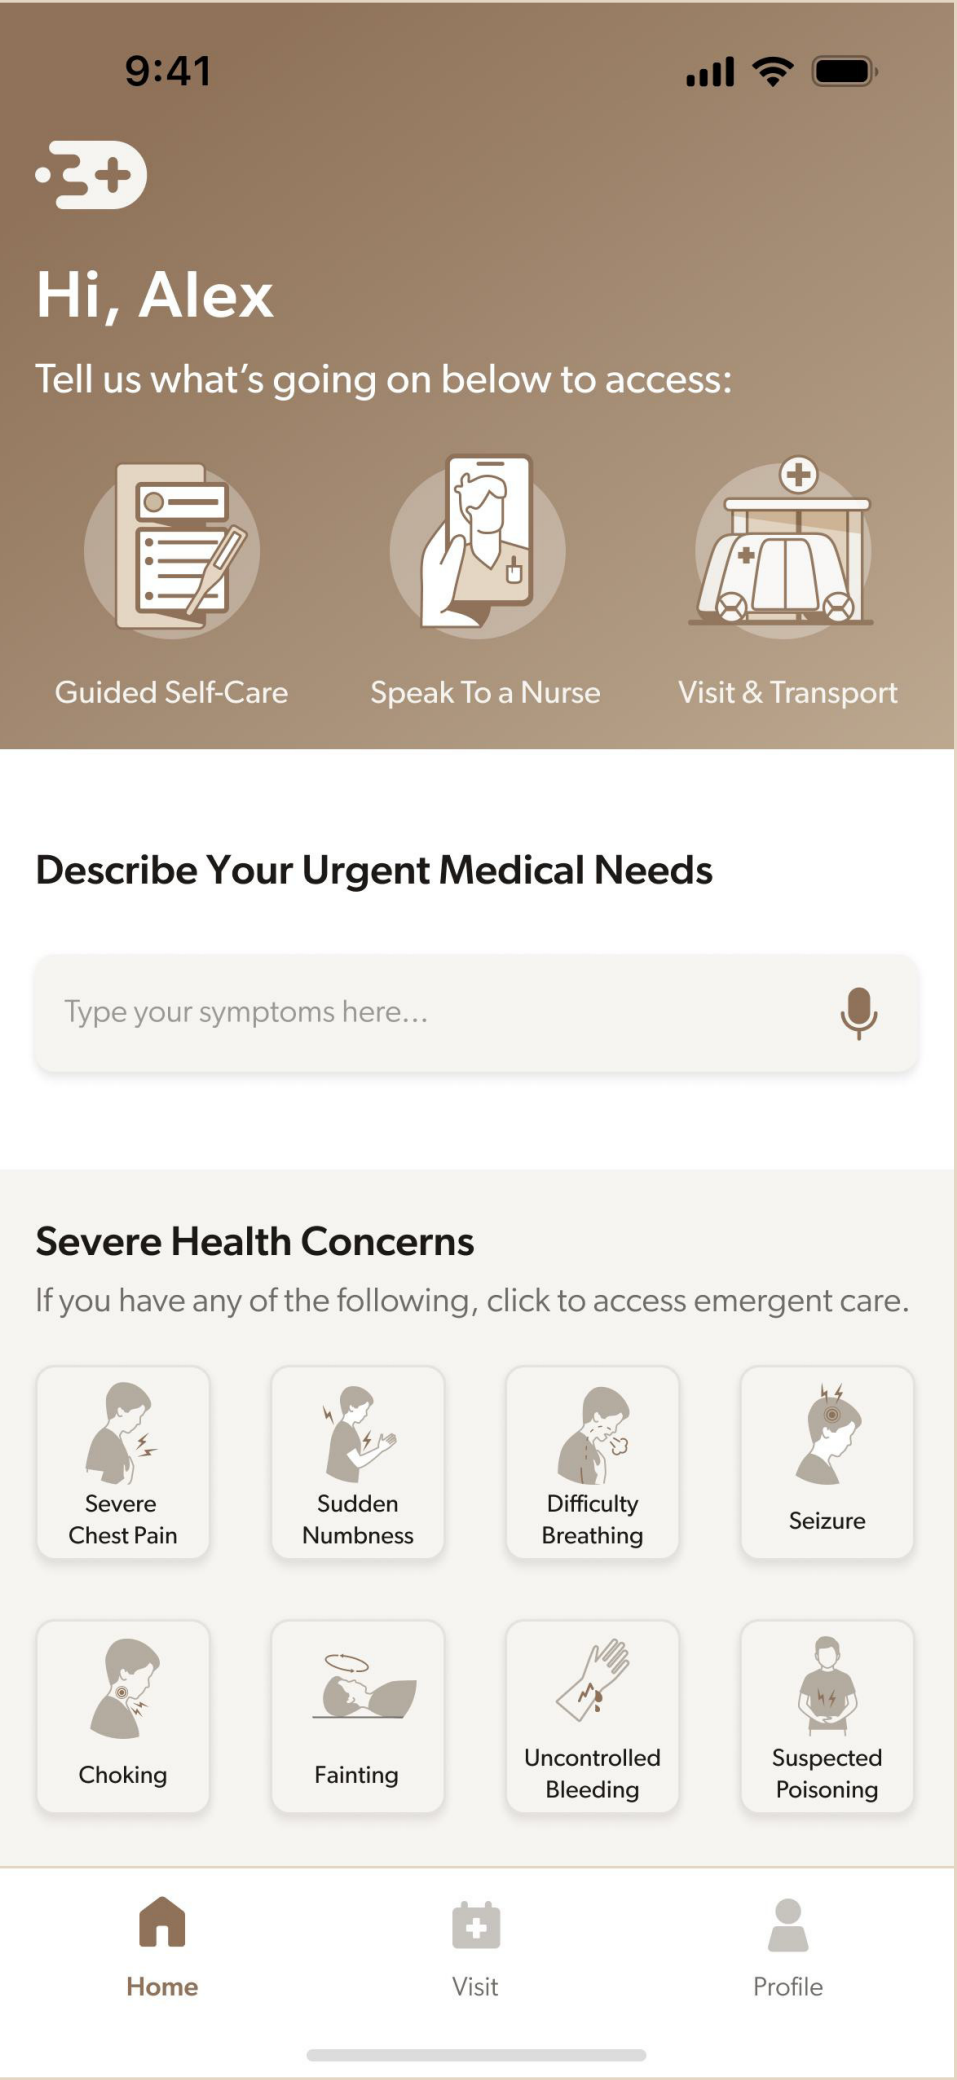 9:41
Hi, Alex
Tell us what’s going on below to access:
Guided Self-Care
Speak To a Nurse
Visit & Transport
Describe Your Urgent Medical Needs
Type your symptoms here...
Severe Health Concerns
If you have any of the following, click to access emergent care.
Severe
Chest Pain
Sudden
Numbness
Difficulty
Breathing
Seizure
Choking
Fainting
Uncontrolled
Bleeding
Suspected
Poisoning
Home
Visit
Profile